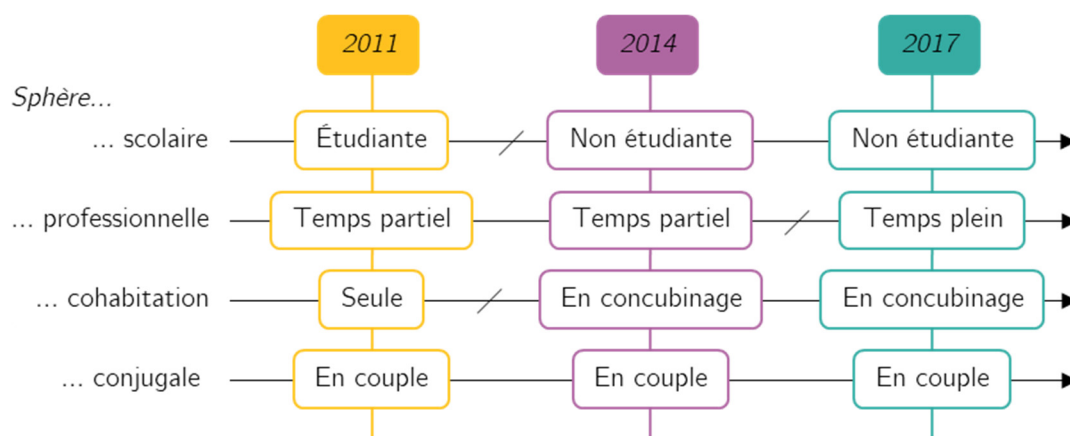 2011 2014 2017
Sphère...
... scolaire Étudiante Non étudiante Non étudiante
... professionnelle Temps partiel Temps partiel Temps plein
... cohabitation Seule En concubinage En concubinage
... conjugale En couple En couple En couple